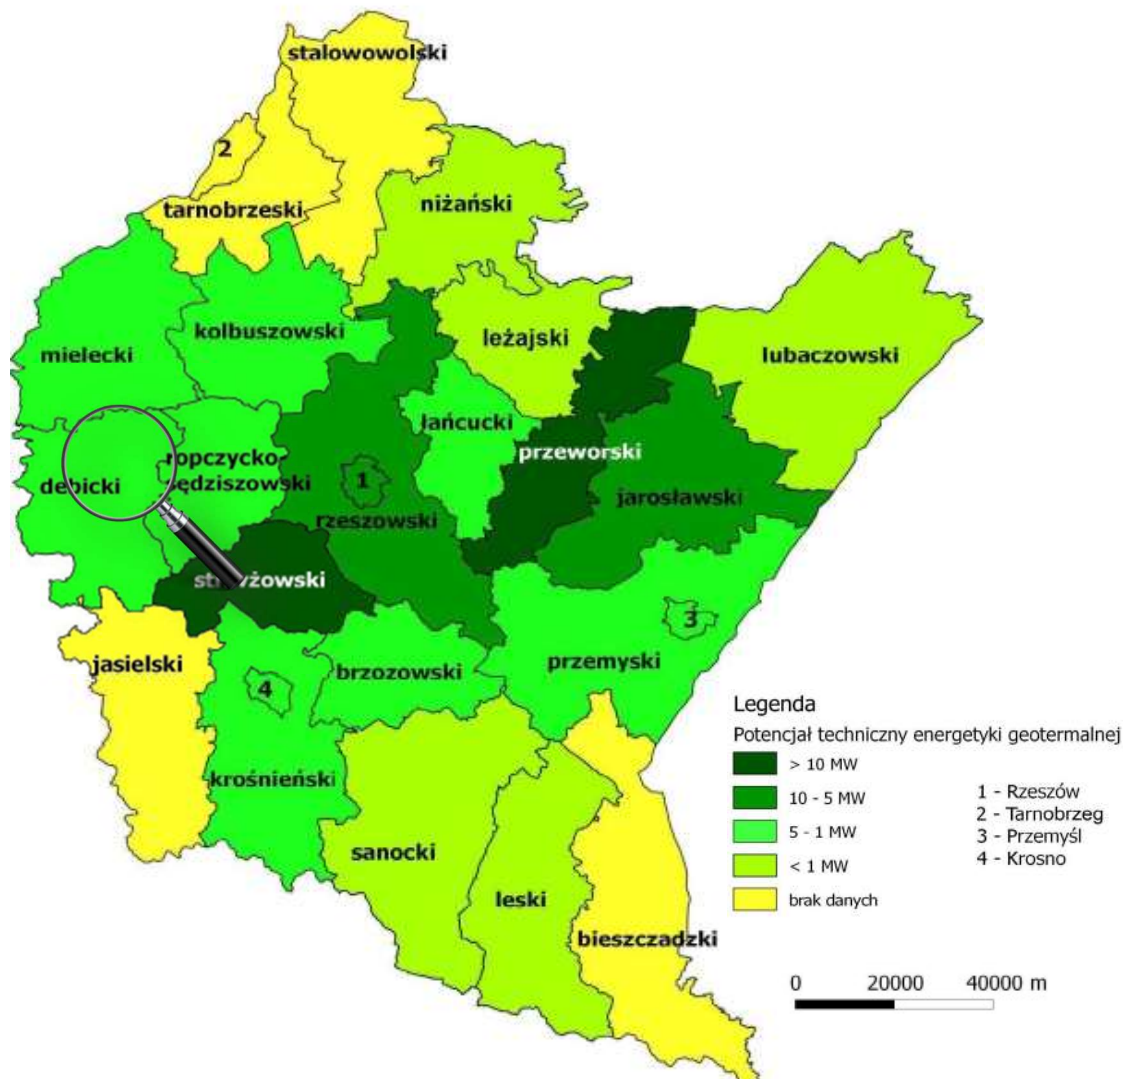 stalowowolski
2
tarnobrzeski
niżański
kolbuszowski
leżajski
mielecki
lubaczowski
łańcucki
ropczycko
przeworski
dębicki
sędziszowski
1
jarosławski
rzeszowski
3
jasielski
brzozowski
przemyski
4
krośnieński
sanocki
leski
bieszczadzki
Legenda
Potencjał techniczny energetyki geotermalnej
> 10 MW
10 - 5 MW
5 - 1 MW
< 1 MW
brak danych
1 - Rzeszów
2 - Tarnobrzeg
3 - Przemyśl
4 - Krosno
0 20000 40000 m